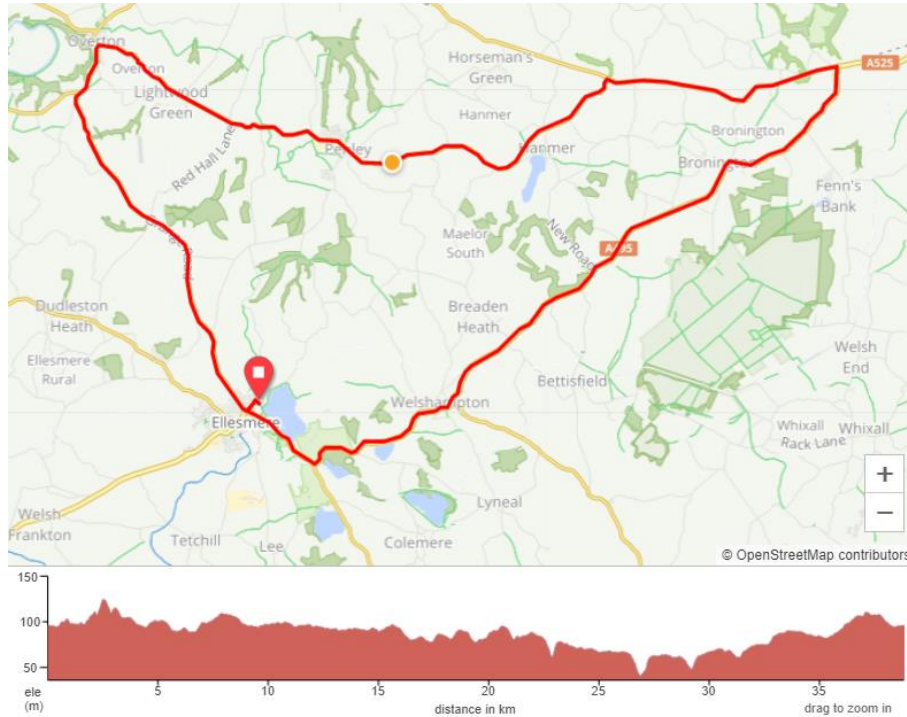 Overton
Overton
Lightwood
Green
Horseman's
Green
A525
Hanmer
Red Hall Lane
Penley
Hanmer
Bronington
Bronington
Fenn's
Bank
Maelor
South
New Road
A495
Grange Road
Dudleston
Heath
Breaden
Heath
Ellesmere
Rural
Bettisfield
Welsh
End
Welshampton
Ellesmere
Whixall
Rack Lane
Whixall
Lyneal
Welsh
Frankton
Tetchill
Lee
Colemere
+
−
© OpenStreetMap contributors
150
100
50
ele
(m)
5
10
15
20
25
30
35
distance in km
drag to zoom in